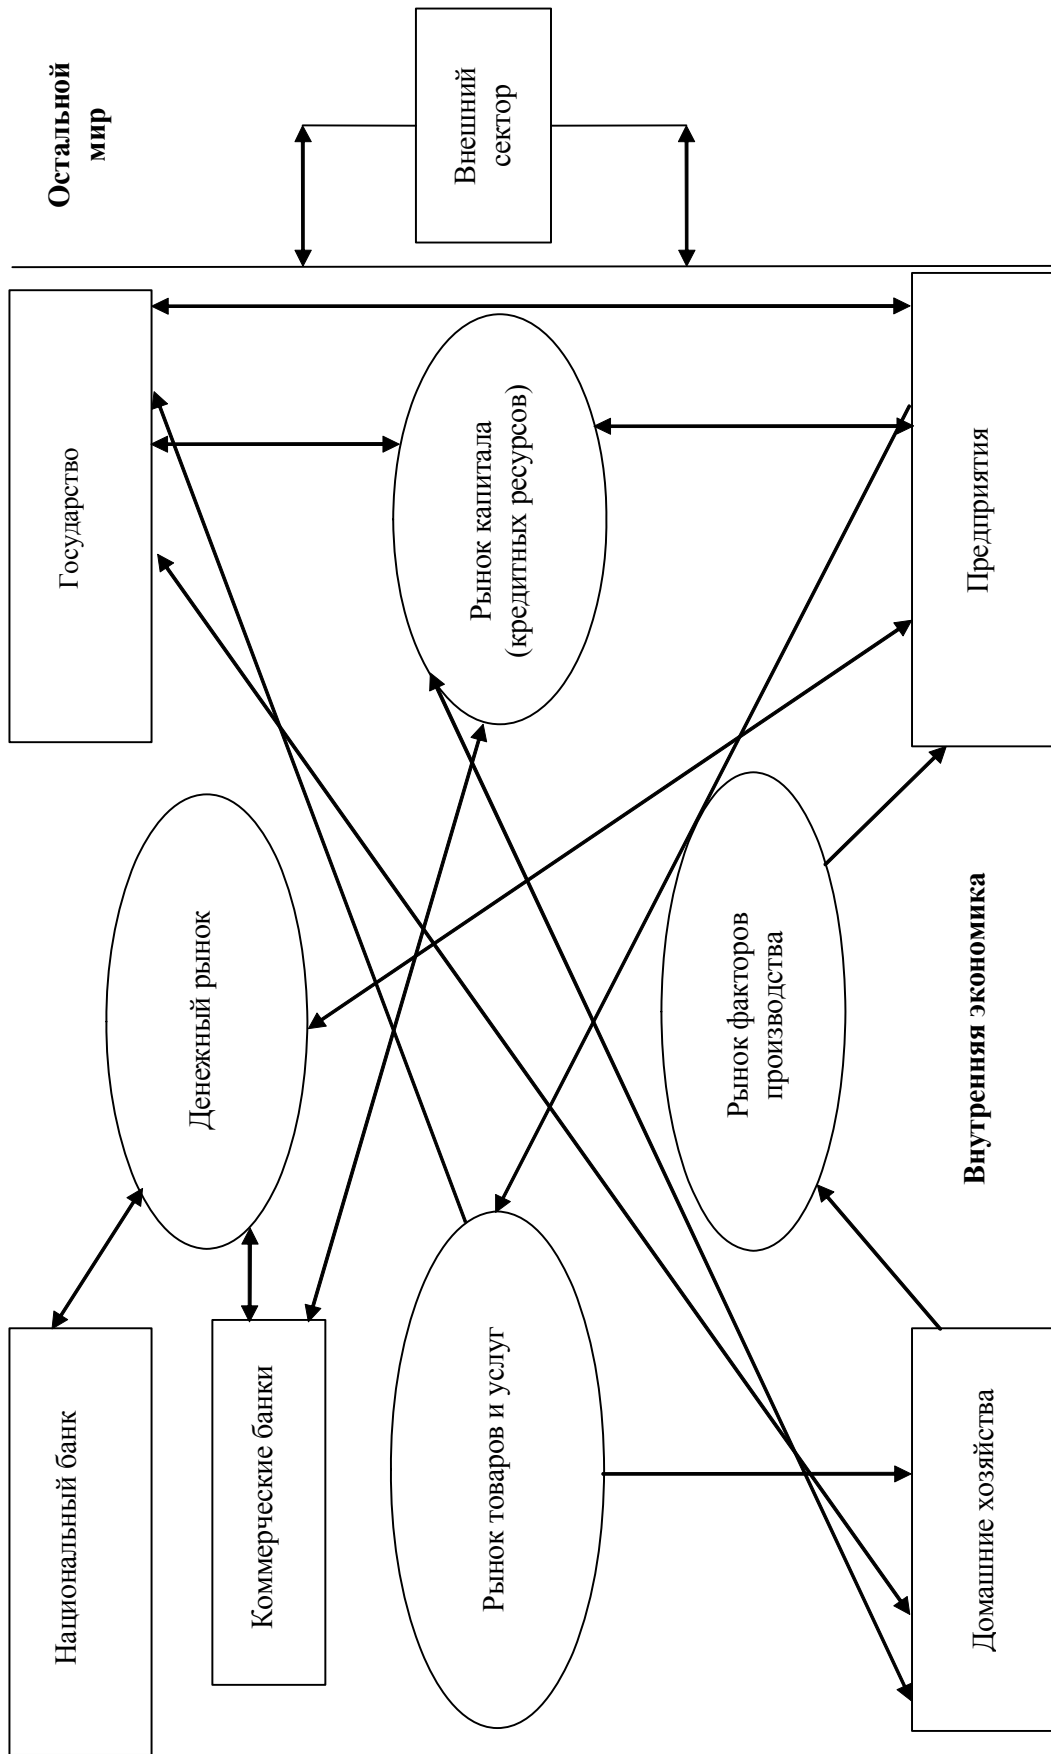 Национальный банк
Коммерческие банки
Рынок товаров и услуг
Домашние хозяйства
Денежный рынок
Рынок факторов
производства
Внутренняя экономика
Государство
Рынок капитала
(кредитных ресурсов)
Предприятия
Остальной
мир
Внешний
сектор